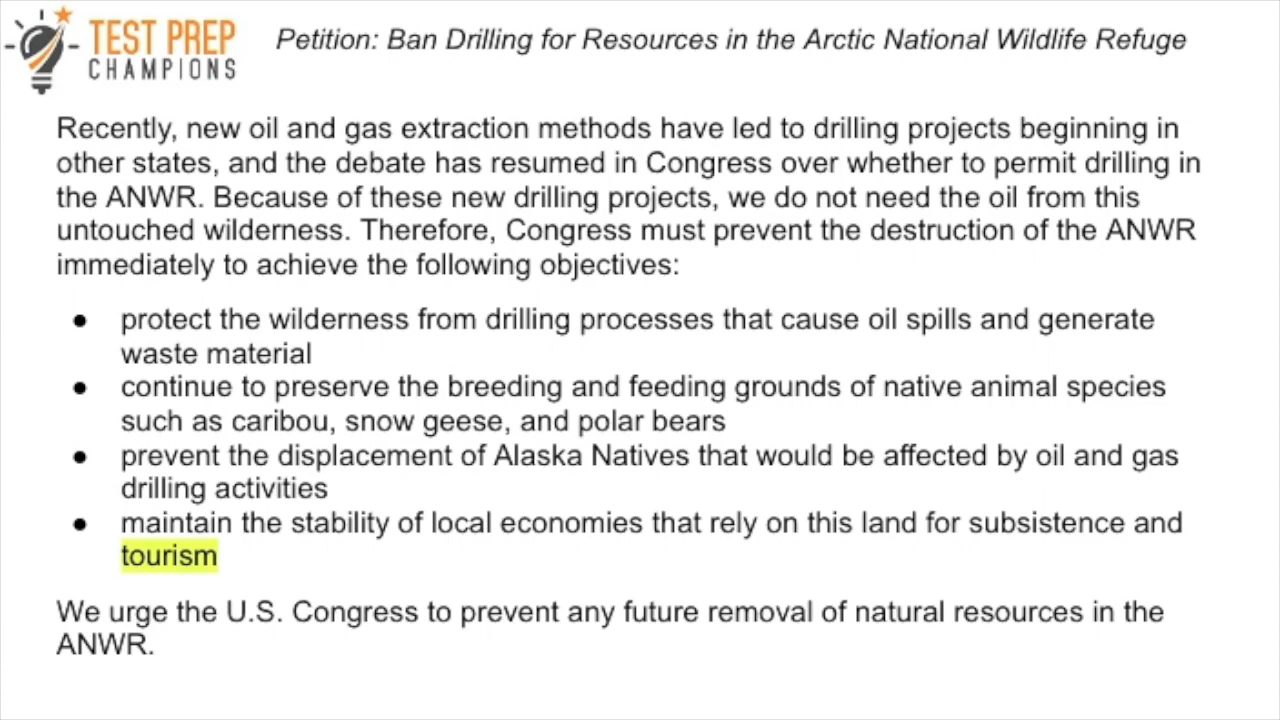 TEST PREP
CHAMPIONS
Petition: Ban Drilling for Resources in the Arctic National Wildlife Refuge
Recently, new oil and gas extraction methods have led to drilling projects beginning in
other states, and the debate has resumed in Congress over whether to permit drilling in
the ANWR. Because of these new drilling projects, we do not need the oil from this
untouched wilderness. Therefore, Congress must prevent the destruction of the ANWR
immediately to achieve the following objectives:
● protect the wilderness from drilling processes that cause oil spills and generate
waste material
● continue to preserve the breeding and feeding grounds of native animal species
such as caribou, snow geese, and polar bears
● prevent the displacement of Alaska Natives that would be affected by oil and gas
drilling activities
● maintain the stability of local economies that rely on this land for subsistence and
tourism
We urge the U.S. Congress to prevent any future removal of natural resources in the
ANWR.